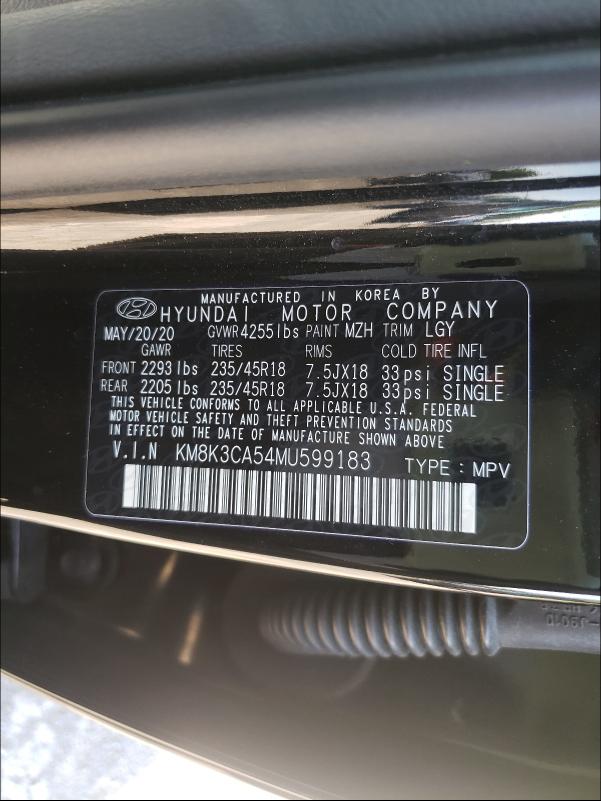 MANUFACTURED IN KOREA BY
HYUNDAI MOTOR COMPANY
MAY/20/20 GVWR 4255lbs PAINT MZH TRIM LGY
GAWR TIRES RIMS COLD TIRE INFL
FRONT 2293 lbs 235/45R18 7.5JX18 33psi SINGLE
REAR 2205 lbs 235/45R18 7.5JX18 33psi SINGLE
THIS VEHICLE CONFORMS TO ALL APPLICABLE U.S.A. FEDERAL
MOTOR VEHICLE SAFETY AND THEFT PREVENTION STANDARDS
IN EFFECT ON THE DATE OF MANUFACTURE SHOWN ABOVE
V.I.N KM8K3CA54MU599183 TYPE : MPV